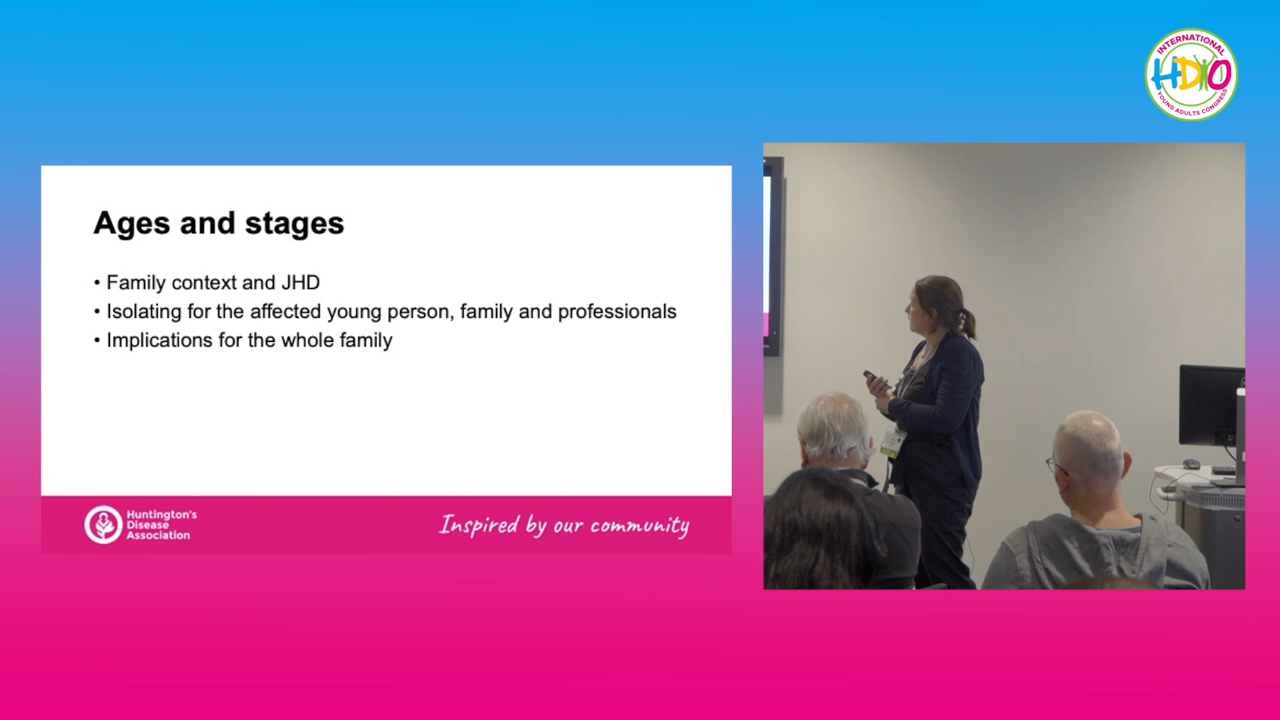 INTERNATIONAL
HDYO
YOUNG ADULTS CONGRESS
Ages and stages
• Family context and JHD
• Isolating for the affected young person, family and professionals
• Implications for the whole family
Huntington's
Disease
Association
Inspired by our community